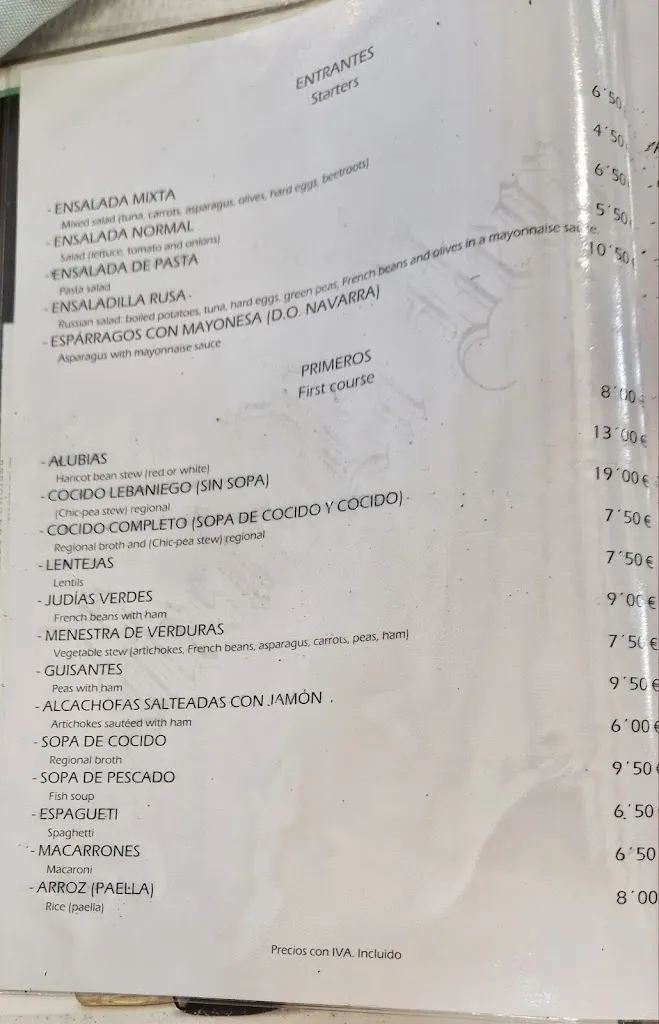 ENTRANTES
Starters
- ENSALADA MIXTA 6'50
Mixed salad (tuna, carrots, asparagus, olives, hard eggs, beetroots)
- ENSALADA NORMAL 4'50
Salad (lettuce, tomato and onions)
- ENSALADA DE PASTA 6'50
Pasta salad
- ENSALADILLA RUSA 5'50
Russian salad: boiled potatoes, tuna, hard eggs, green peas, French beans and olives in a mayonnaise sauce.
- ESPÁRRAGOS CON MAYONESA (D.O. NAVARRA) 10'50
Asparagus with mayonnaise sauce
PRIMEROS
First course
- ALUBIAS 8'00€
Haricot bean stew (red or white)
- COCIDO LEBANIEGO (SIN SOPA) 13'00€
(Chic-pea stew) regional
- COCIDO COMPLETO (SOPA DE COCIDO Y COCIDO) 19'00€
Regional broth and (Chic-pea stew) regional
- LENTEJAS 7'50€
Lentils
- JUDÍAS VERDES 7'50€
French beans with ham
- MENESTRA DE VERDURAS 9'00€
Vegetable stew (artichokes, French beans, asparagus, carrots, peas, ham)
- GUISANTES 7'50€
Peas with ham
- ALCACHOFAS SALTEADAS CON JAMÓN 9'50€
Artichokes sautéed with ham
- SOPA DE COCIDO 6'00€
Regional broth
- SOPA DE PESCADO 9'50€
Fish soup
- ESPAGUETI 6'50
Spaghetti
- MACARRONES 6'50
Macaroni
- ARROZ (PAELLA) 8'00
Rice (paella)
Precios con IVA. Incluido